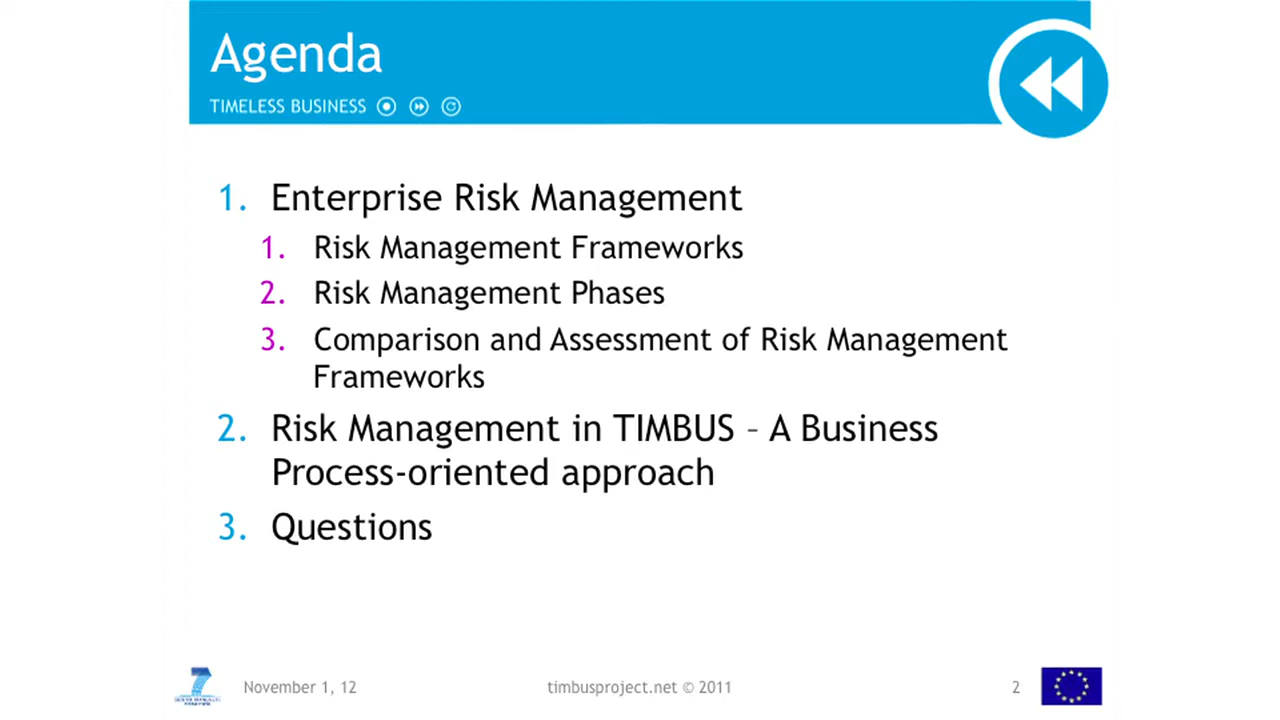 Agenda
TIMELESS BUSINESS
1. Enterprise Risk Management
1. Risk Management Frameworks
2. Risk Management Phases
3. Comparison and Assessment of Risk Management
Frameworks
2. Risk Management in TIMBUS – A Business
Process-oriented approach
3. Questions
November 1, 12
timbusproject.net © 2011
2